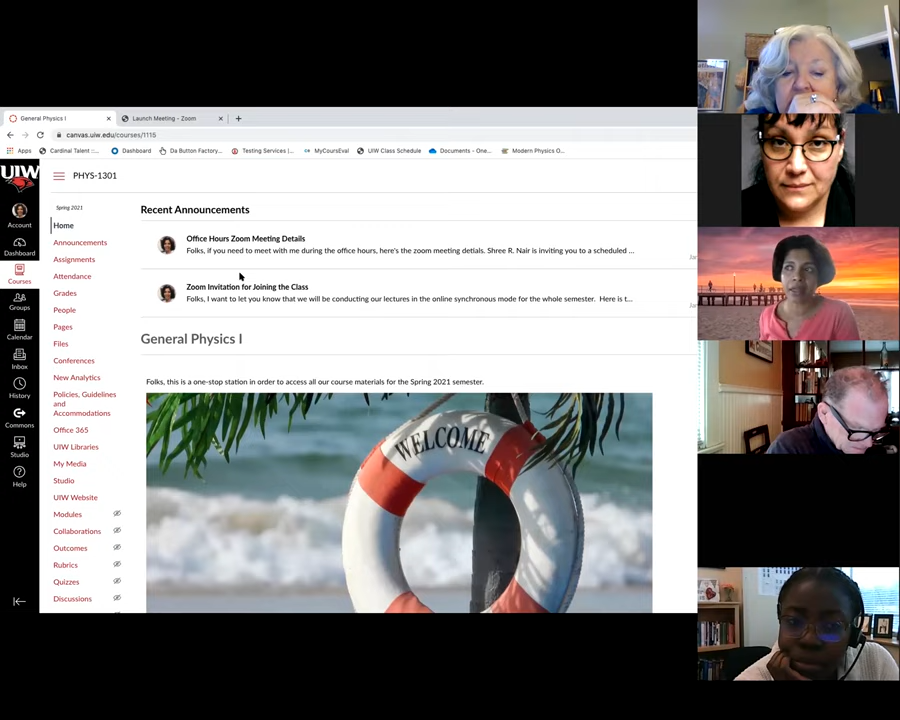 General Physics I
Launch Meeting - Zoom
canvas.uiw.edu/courses/1115
Apps
Cardinal Talent ::...
Dashboard
Da Button Factory...
Testing Services |...
MyCoursEval
UIW Class Schedule
Documents - One...
Modern Physics O...
UIW
Account
Dashboard
Courses
Groups
Calendar
Inbox
History
Commons
Studio
Help
PHYS-1301
Spring 2021
Home
Announcements
Assignments
Attendance
Grades
People
Pages
Files
Conferences
New Analytics
Policies, Guidelines
and
Accommodations
Office 365
UIW Libraries
My Media
Studio
UIW Website
Modules
Collaborations
Outcomes
Rubrics
Quizzes
Discussions
Recent Announcements
Office Hours Zoom Meeting Details
Folks, if you need to meet with me during the office hours, here's the zoom meeting detials. Shree R. Nair is inviting you to a scheduled ...
Jan
Zoom Invitation for Joining the Class
Folks, I want to let you know that we will be conducting our lectures in the online synchronous mode for the whole semester. Here is t...
Jan
General Physics I
Folks, this is a one-stop station in order to access all our course materials for the Spring 2021 semester.
WELCOME